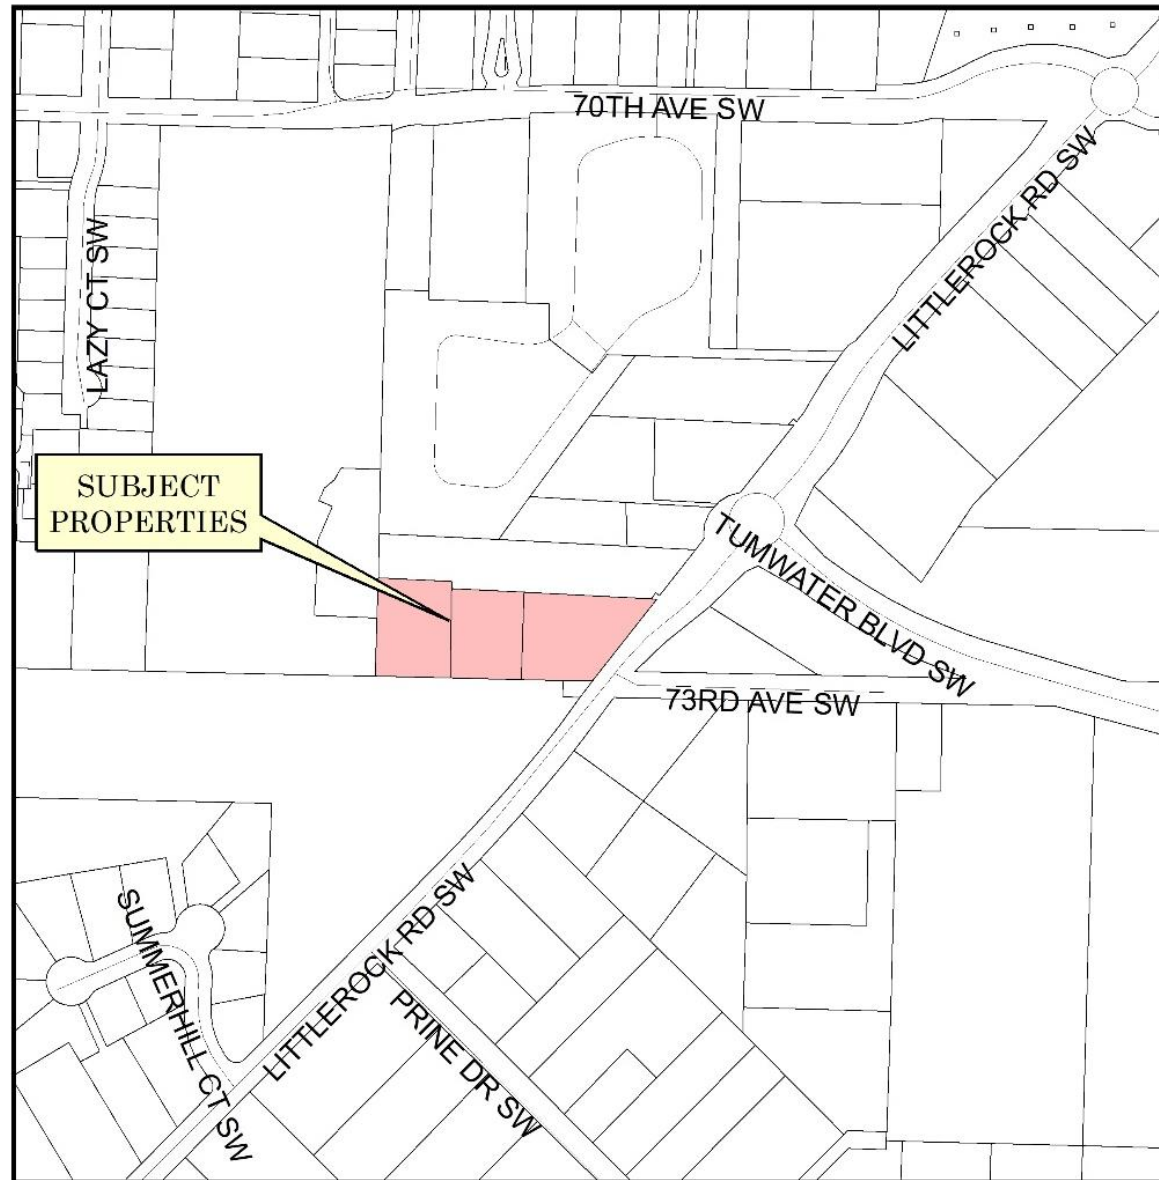 70TH AVE SW
LITTLEROCK RD SW
LAZY CT SW
SUBJECT
PROPERTIES
TUMWATER BLVD SW
73RD AVE SW
SUMMERHILL CT SW
LITTLEROCK RD SW
PRINE DR SW